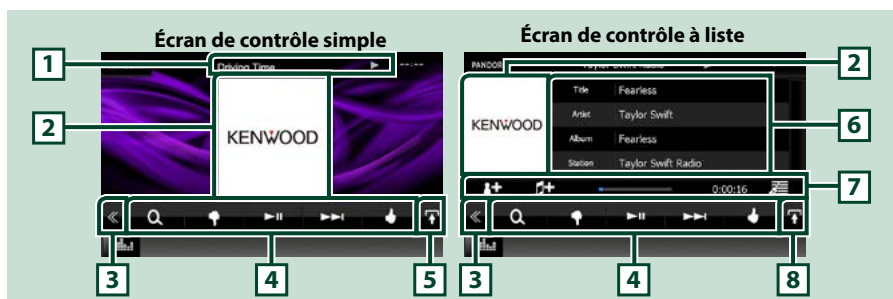 Écran de contrôle simple
Écran de contrôle à liste
1
Driving Time
--:--
2
KENWOOD
3
4
5
PANDOR
Taylor Swift Radio
2
KENWOOD
Title Fearless
Artist Taylor Swift
Album Fearless
Station Taylor Swift Radio
6
0:00:16
7
3
4
8